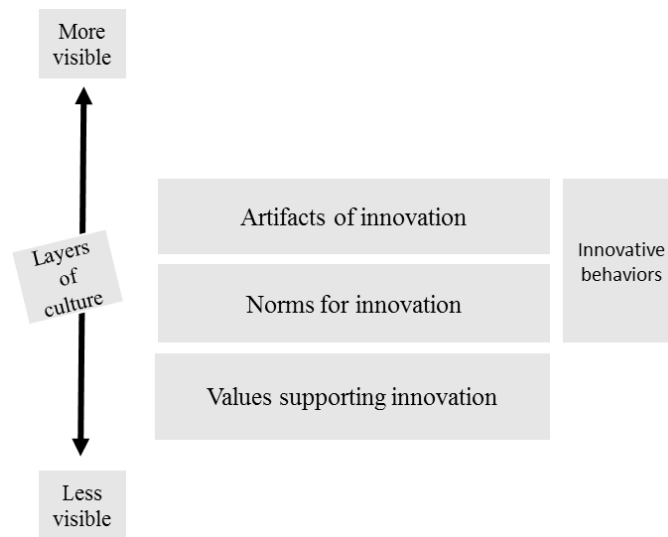 More
visible
Artifacts of innovation
Layers
of
culture
Innovative
behaviors
Norms for innovation
Values supporting innovation
Less
visible